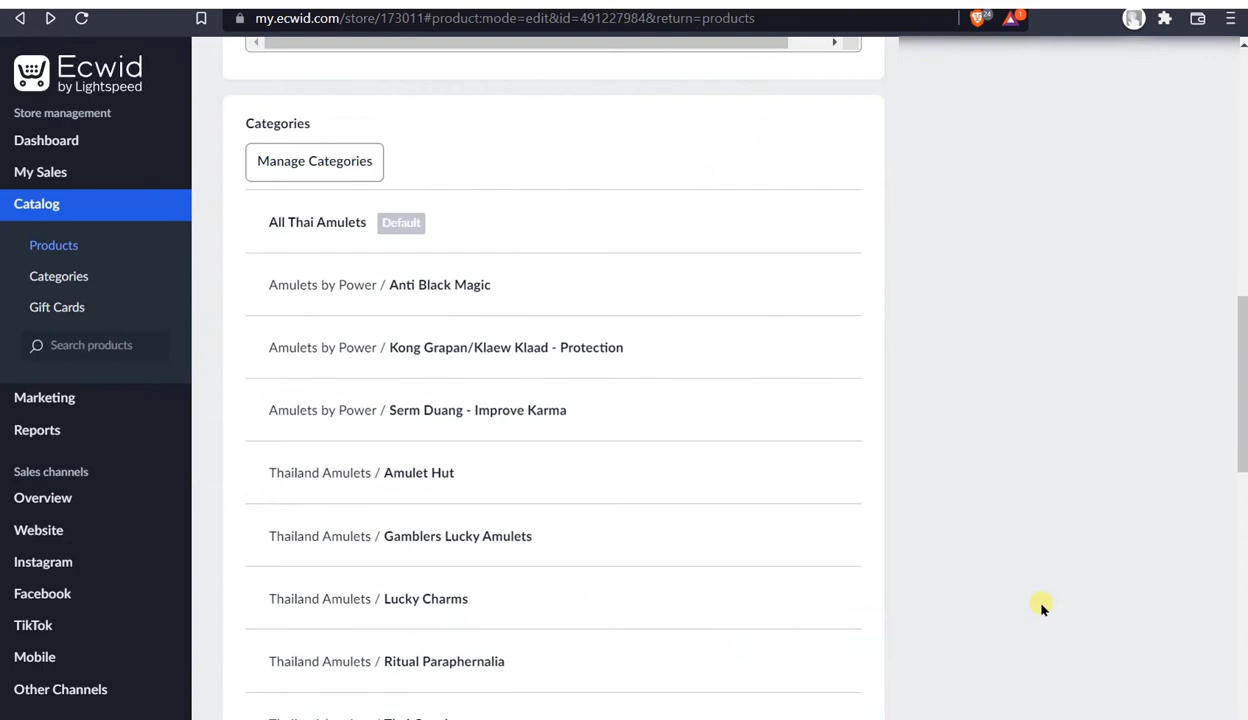 my.ecwid.com/store/173011#product:mode=edit&id=491227984&return=products
24
1
Ecwid
by Lightspeed
Store management
Dashboard
My Sales
Catalog
Products
Categories
Gift Cards
Search products
Marketing
Reports
Sales channels
Overview
Website
Instagram
Facebook
TikTok
Mobile
Other Channels
Categories
Manage Categories
All Thai Amulets Default
Amulets by Power / Anti Black Magic
Amulets by Power / Kong Grapan/Klaew Klaad - Protection
Amulets by Power / Serm Duang - Improve Karma
Thailand Amulets / Amulet Hut
Thailand Amulets / Gamblers Lucky Amulets
Thailand Amulets / Lucky Charms
Thailand Amulets / Ritual Paraphernalia